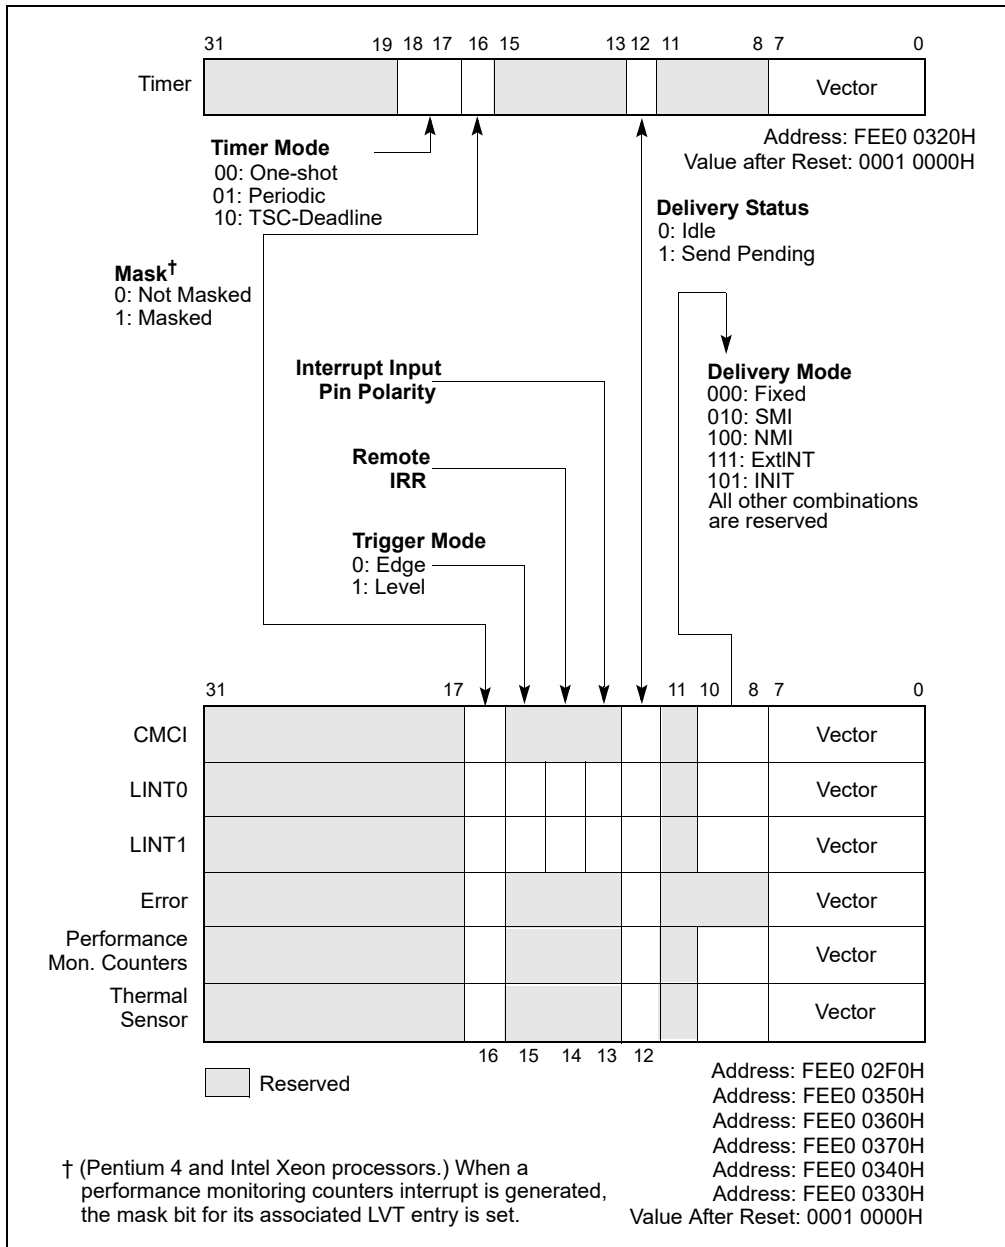 31 19 18 17 16 15 13 12 11 8 7 0
Timer Vector
Address: FEE0 0320H
Value after Reset: 0001 0000H
Timer Mode
00: One-shot
01: Periodic
10: TSC-Deadline
Delivery Status
0: Idle
1: Send Pending
Mask†
0: Not Masked
1: Masked
Interrupt Input
Pin Polarity
Delivery Mode
000: Fixed
010: SMI
100: NMI
111: ExtINT
101: INIT
All other combinations
are reserved
Remote
IRR
Trigger Mode
0: Edge
1: Level
31 17 11 10 8 7 0
CMCI Vector
LINT0 Vector
LINT1 Vector
Error Vector
Performance
Mon. Counters Vector
Thermal
Sensor Vector
16 15 14 13 12
Reserved
Address: FEE0 02F0H
Address: FEE0 0350H
Address: FEE0 0360H
Address: FEE0 0370H
Address: FEE0 0340H
Address: FEE0 0330H
Value After Reset: 0001 0000H
† (Pentium 4 and Intel Xeon processors.) When a
performance monitoring counters interrupt is generated,
the mask bit for its associated LVT entry is set.